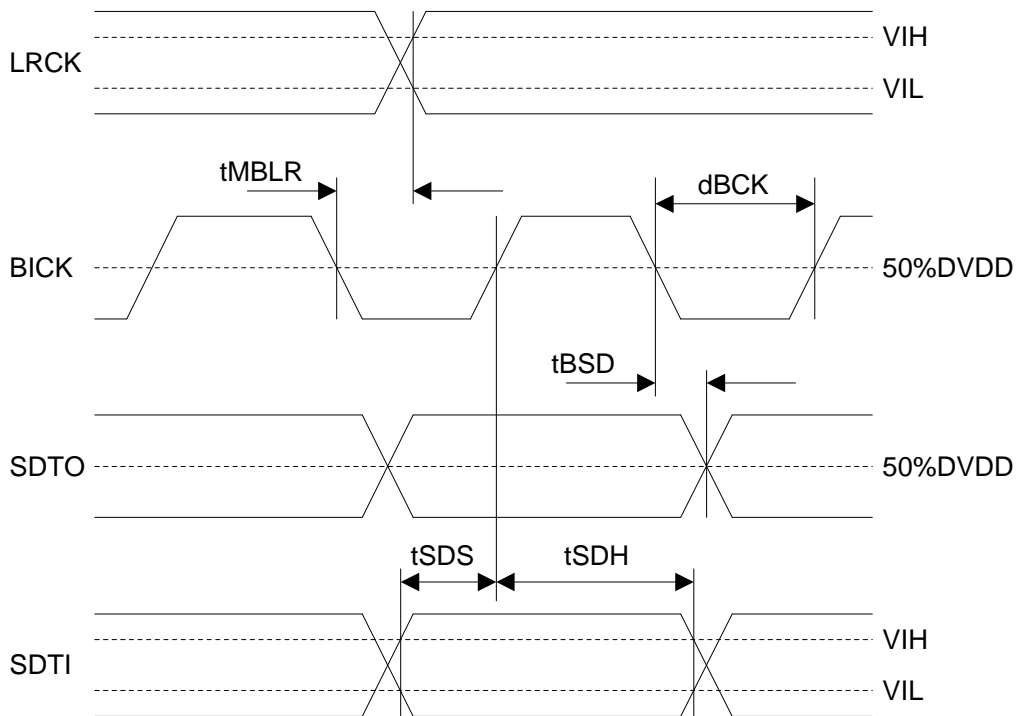 VIH
LRCK
VIL
tMBLR
dBCK
BICK
50%DVDD
tBSD
SDTO
50%DVDD
tSDS
tSDH
VIH
SDTI
VIL